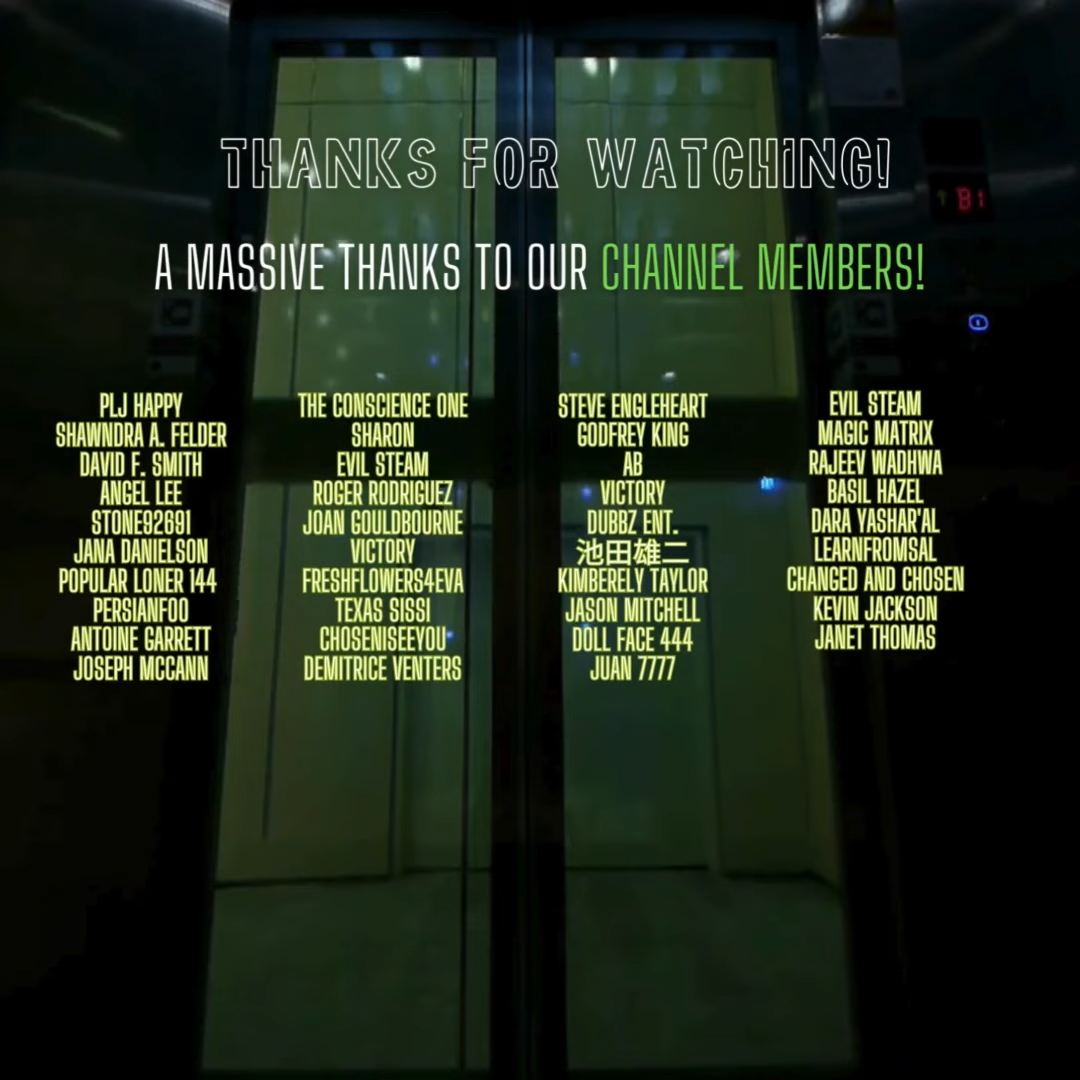 THANKS FOR WATCHING!
A MASSIVE THANKS TO OUR CHANNEL MEMBERS!
B1
PLJ HAPPY
SHAWNDRA A. FELDER
DAVID F. SMITH
ANGEL LEE
STONE92691
JANA DANIELSON
POPULAR LONER 144
PERSIANFOO
ANTOINE GARRETT
JOSEPH MCCANN
THE CONSCIENCE ONE
SHARON
EVIL STEAM
ROGER RODRIGUEZ
JOAN GOULDBOURNE
VICTORY
FRESHFLOWERS4EVA
TEXAS SISSI
CHOSENISEEYOU
DEMITRICE VENTERS
STEVE ENGLEHEART
GODFREY KING
AB
VICTORY
DUBBZ ENT.
池田雄二
KIMBERELY TAYLOR
JASON MITCHELL
DOLL FACE 444
JUAN 7777
EVIL STEAM
MAGIC MATRIX
RAJEEV WADHWA
BASIL HAZEL
DARA YASHAR'AL
LEARNFROMSAL
CHANGED AND CHOSEN
KEVIN JACKSON
JANET THOMAS